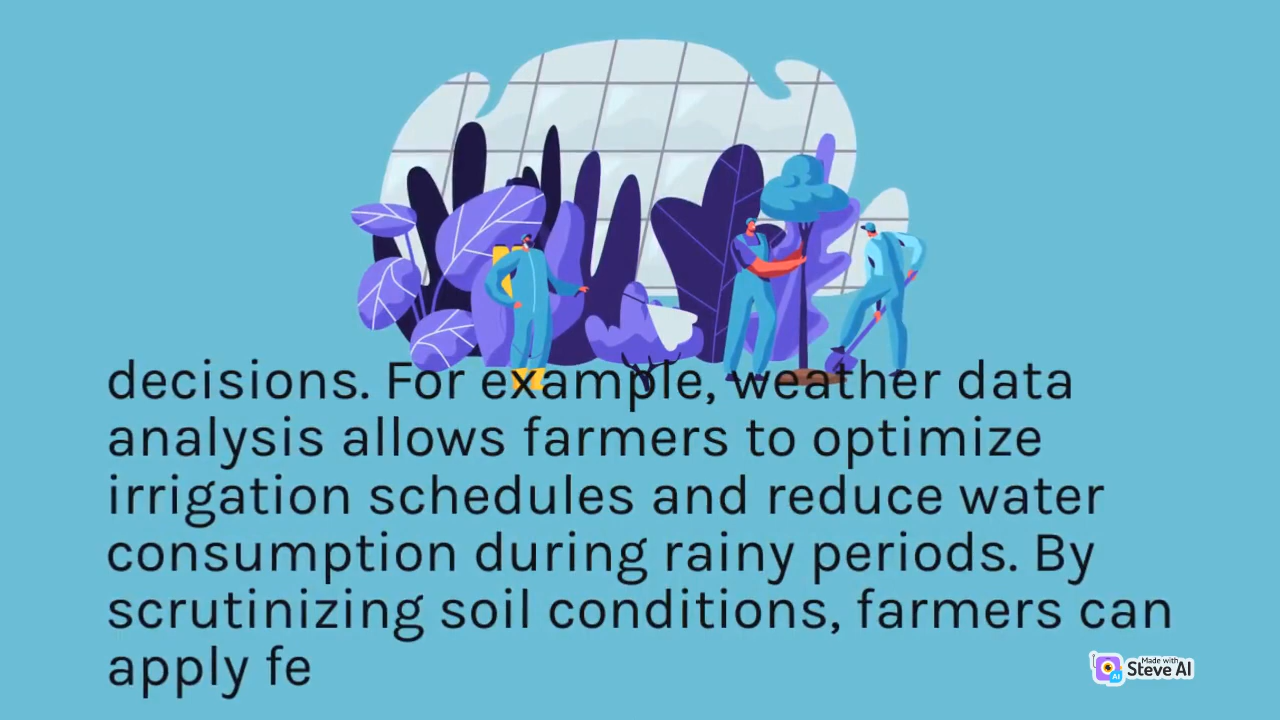 decisions. For example, weather data
analysis allows farmers to optimize
irrigation schedules and reduce water
consumption during rainy periods. By
scrutinizing soil conditions, farmers can
apply fe
Made with
Steve AI